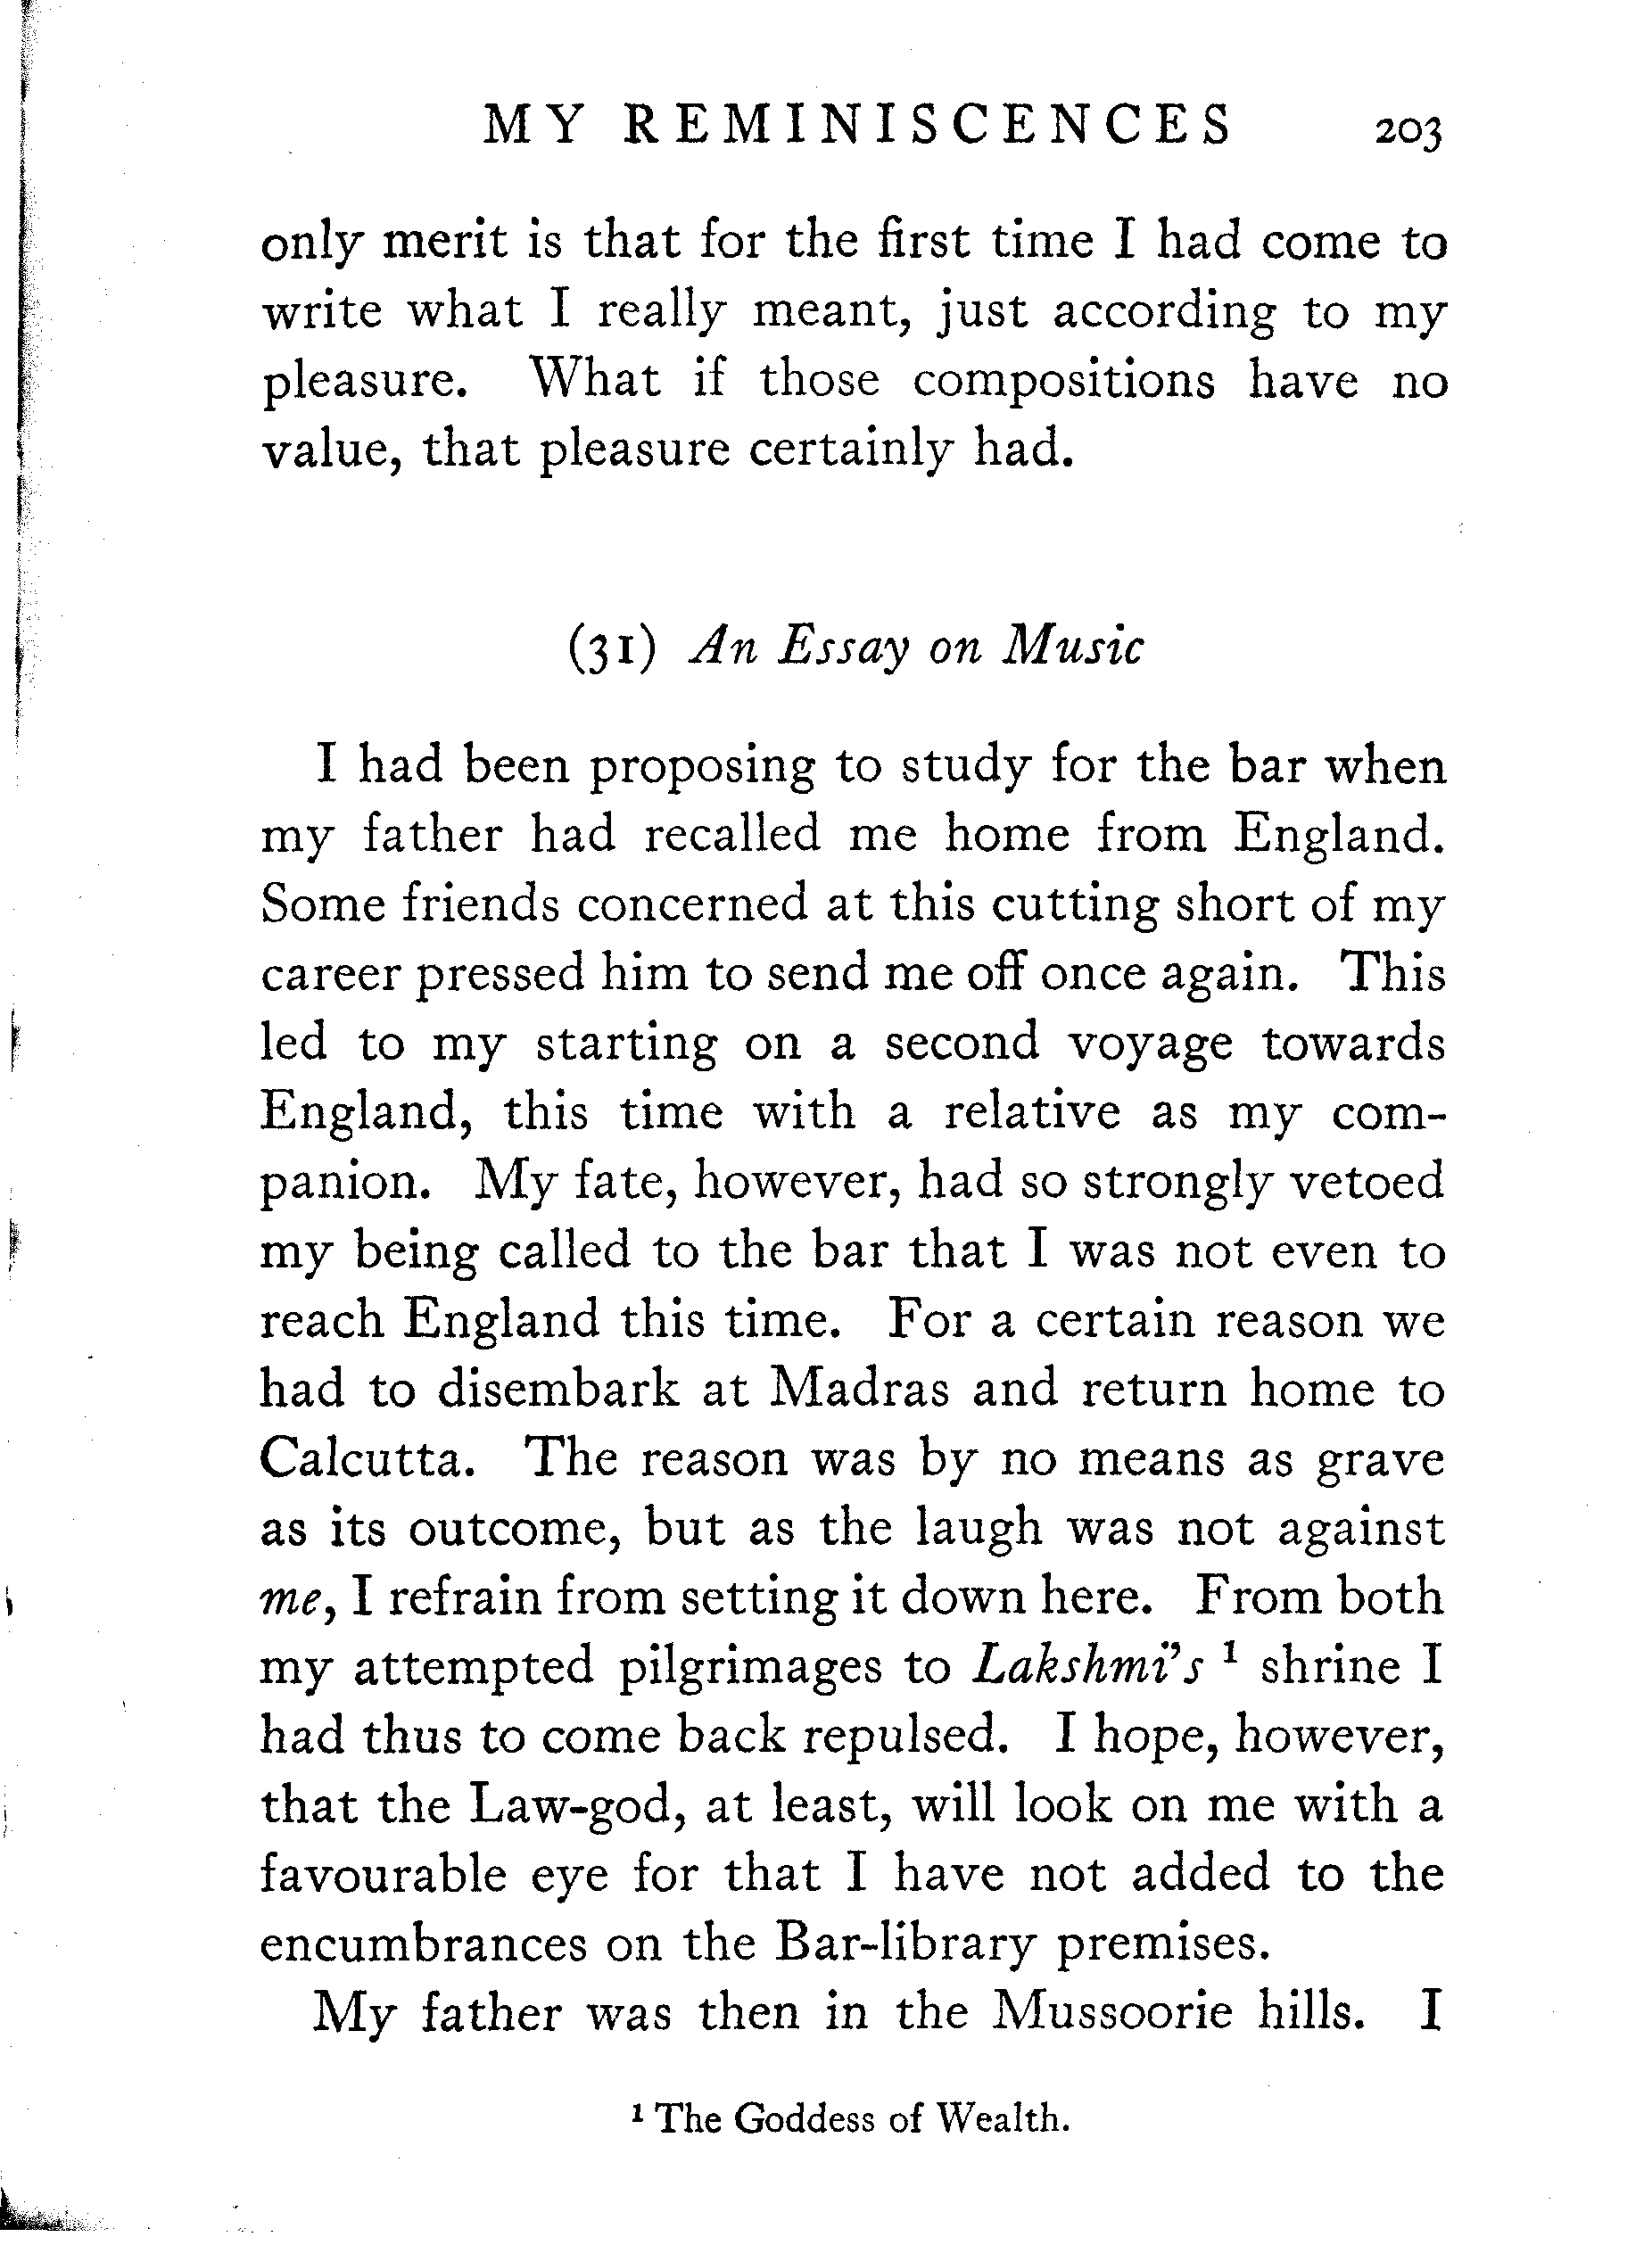 MY REMINISCENCES 203
only merit is that for the first time I had come to
write what I really meant, just according to my
pleasure. What if those compositions have no
value, that pleasure certainly had.
(31) An Essay on Music
I had been proposing to study for the bar when
my father had recalled me home from England.
Some friends concerned at this cutting short of my
career pressed him to send me off once again. This
led to my starting on a second voyage towards
England, this time with a relative as my com-
panion. My fate, however, had so strongly vetoed
my being called to the bar that I was not even to
reach England this time. For a certain reason we
had to disembark at Madras and return home to
Calcutta. The reason was by no means as grave
as its outcome, but as the laugh was not against
me, I refrain from setting it down here. From both
my attempted pilgrimages to Lakshmi's ¹ shrine I
had thus to come back repulsed. I hope, however,
that the Law-god, at least, will look on me with a
favourable eye for that I have not added to the
encumbrances on the Bar-library premises.
My father was then in the Mussoorie hills. I
¹ The Goddess of Wealth.